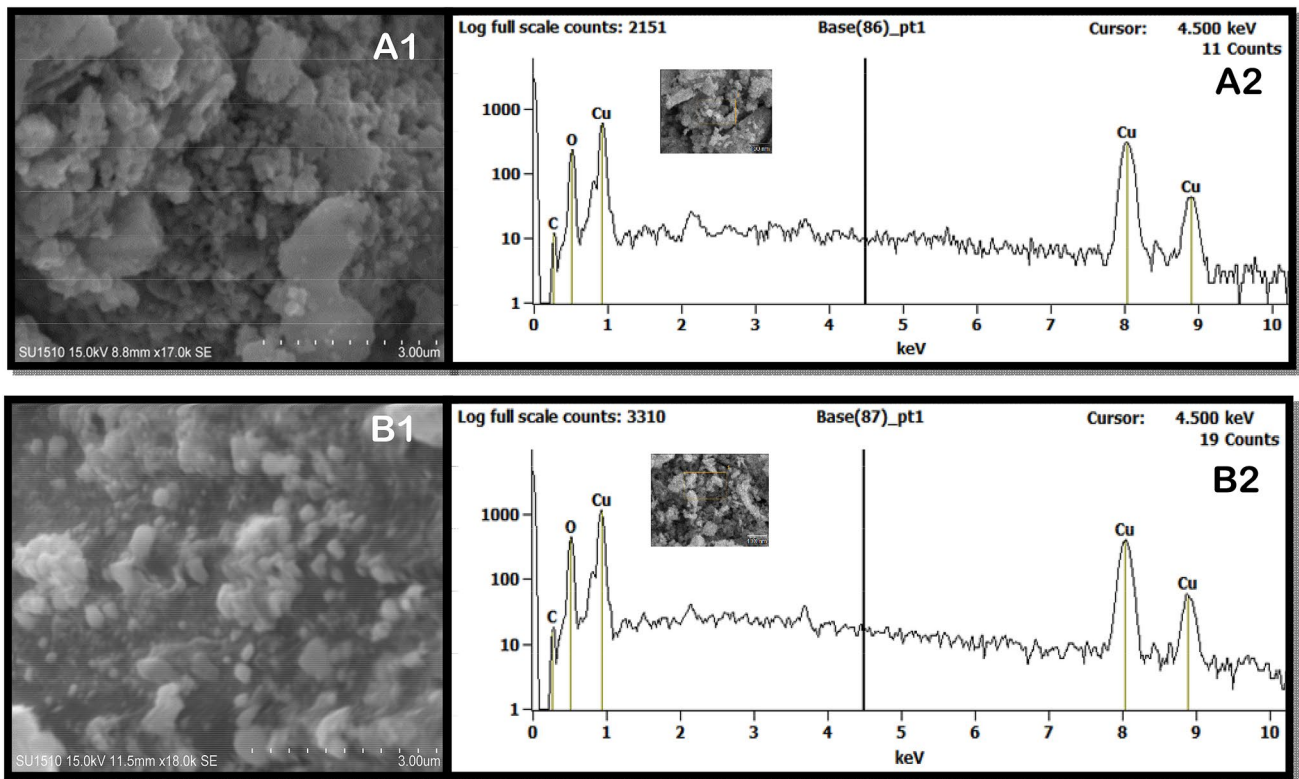 A1
SU1510 15.0kV 8.8mm x17.0k SE
3.00um
Log full scale counts: 2151
Base(86)_pt1
Cursor: 4.500 keV
11 Counts
A2
1000
100
10
1
C
O
Cu
Cu
Cu
0 1 2 3 4 5 6 7 8 9 10
keV
B1
SU1510 15.0kV 11.5mm x18.0k SE
3.00um
Log full scale counts: 3310
Base(87)_pt1
Cursor: 4.500 keV
19 Counts
B2
1000
100
10
1
C
O
Cu
Cu
Cu
0 1 2 3 4 5 6 7 8 9 10
keV